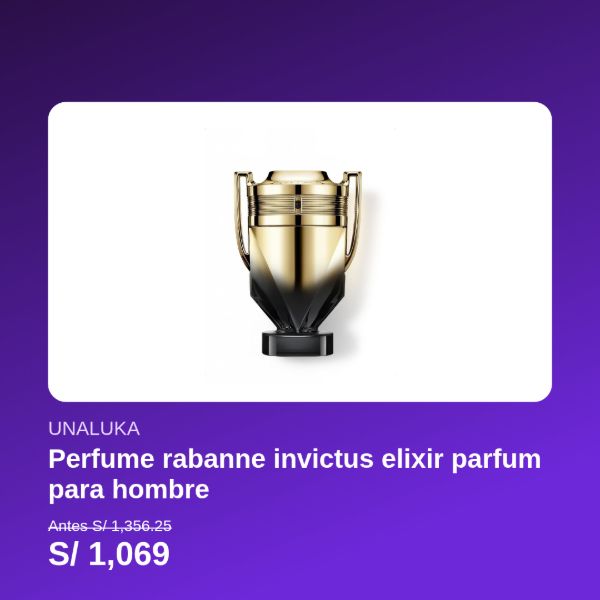 UNALUKA
Perfume rabanne invictus elixir parfum
para hombre
Antes S/ 1,356.25
S/ 1,069